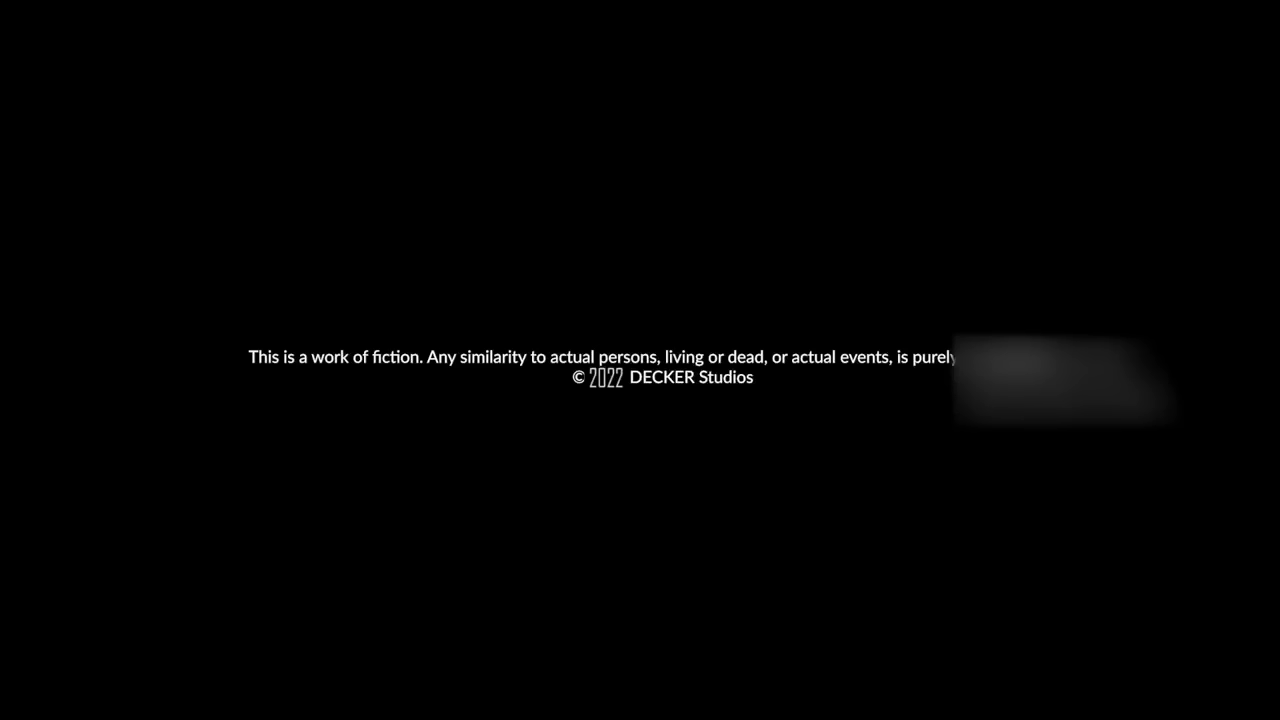 This is a work of fiction. Any similarity to actual persons, living or dead, or actual events, is purely
© 2022 DECKER Studios